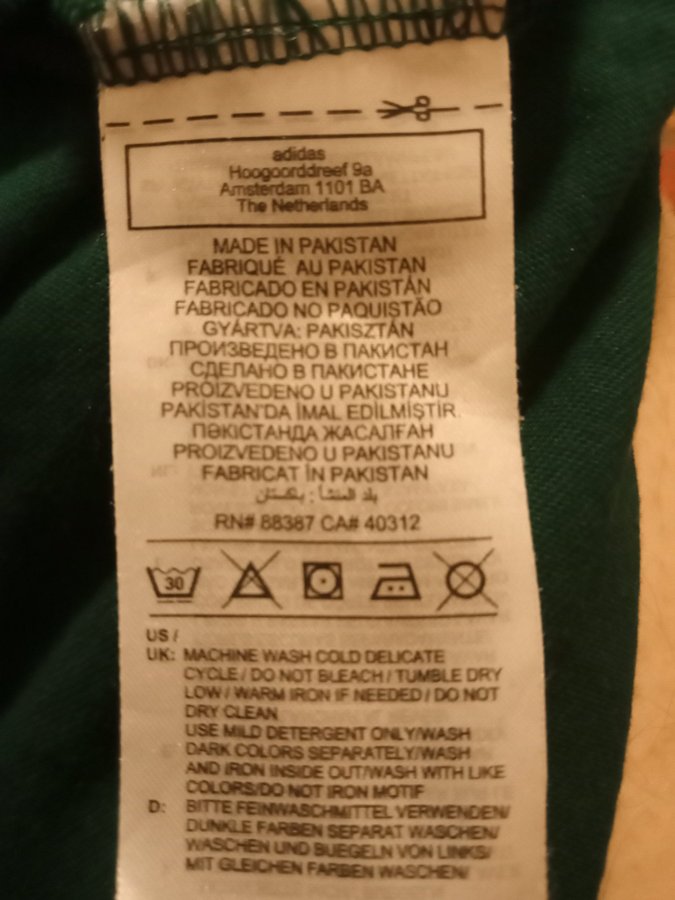 adidas
Hoogoorddreef 9a
Amsterdam 1101 BA
The Netherlands
MADE IN PAKISTAN
FABRIQUÉ AU PAKISTAN
FABRICADO EN PAKISTÁN
FABRICADO NO PAQUISTÃO
GYÁRTVA: PAKISZTÁN
ПРОИЗВЕДЕНО В ПАКИСТАН
СДЕЛАНО В ПАКИСТАНЕ
PROIZVEDENO U PAKISTANU
PAKİSTAN'DA İMAL EDİLMİŞTİR.
ПӘКІСТАНДА ЖАСАЛҒАН
PROIZVEDENO U PAKISTANU
FABRICAT ÎN PAKISTAN
بلد المنشأ : بكستان
RN# 88387 CA# 40312
30
US /
UK: MACHINE WASH COLD DELICATE
CYCLE / DO NOT BLEACH / TUMBLE DRY
LOW / WARM IRON IF NEEDED / DO NOT
DRY CLEAN
USE MILD DETERGENT ONLY/WASH
DARK COLORS SEPARATELY/WASH
AND IRON INSIDE OUT/WASH WITH LIKE
COLORS/DO NOT IRON MOTIF
D: BITTE FEINWASCHMITTEL VERWENDEN/
DUNKLE FARBEN SEPARAT WASCHEN/
WASCHEN UND BUEGELN VON LINKS/
MIT GLEICHEN FARBEN WASCHEN/